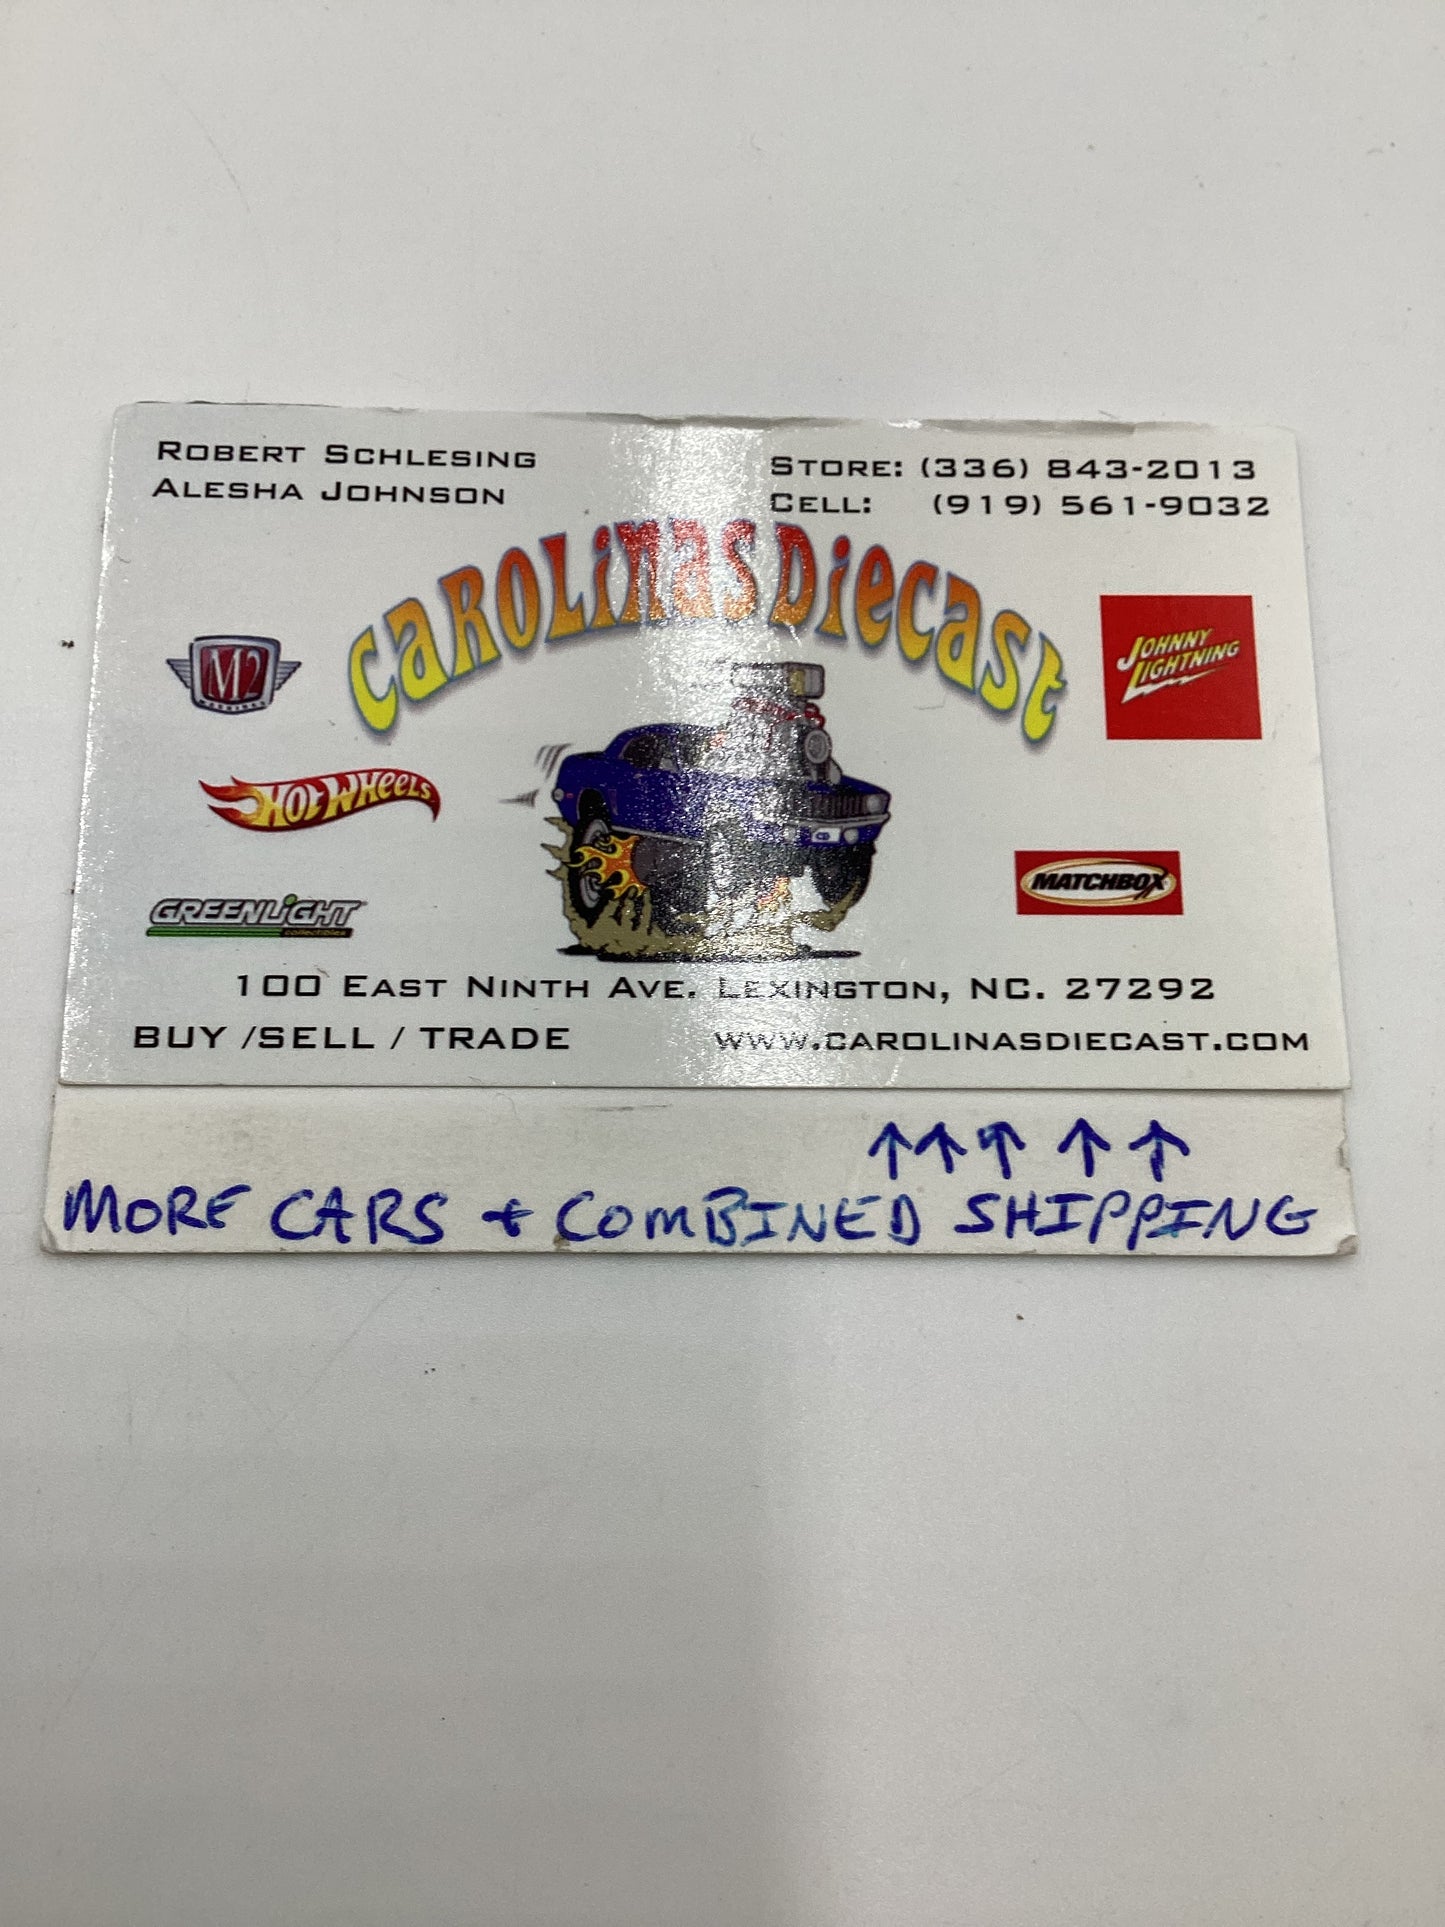 ROBERT SCHLESING
ALESHA JOHNSON
STORE: (336) 843-2013
CELL: (919) 561-9032
CAROLINAS DIECAST
M2
MACHINES
JOHNNY
LIGHTNING
HOT WHEELS
MATCHBOX
GREENLIGHT
collectibles
100 EAST NINTH AVE. LEXINGTON, NC. 27292
BUY /SELL / TRADE
WWW.CAROLINASDIECAST.COM
↑↑↑ ↑ ↑
MORE CARS + COMBINED SHIPPING